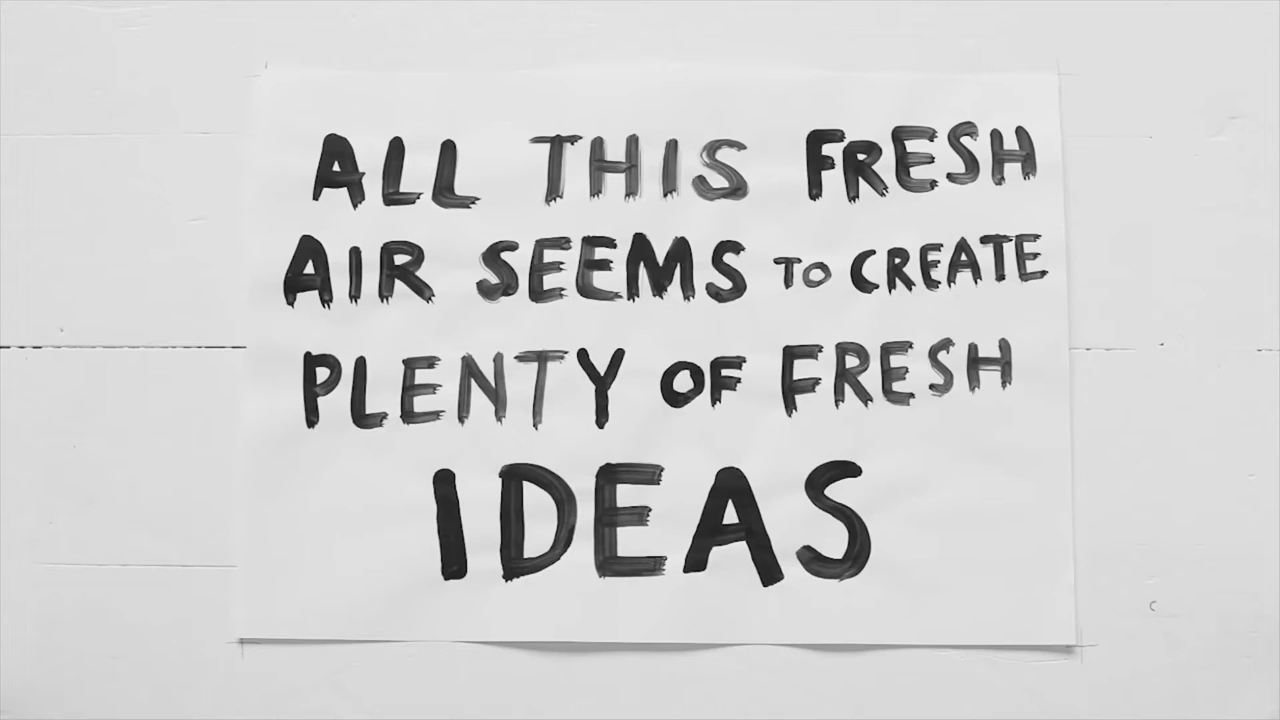 ALL THIS FRESH
AIR SEEMS TO CREATE
PLENTY OF FRESH
IDEAS